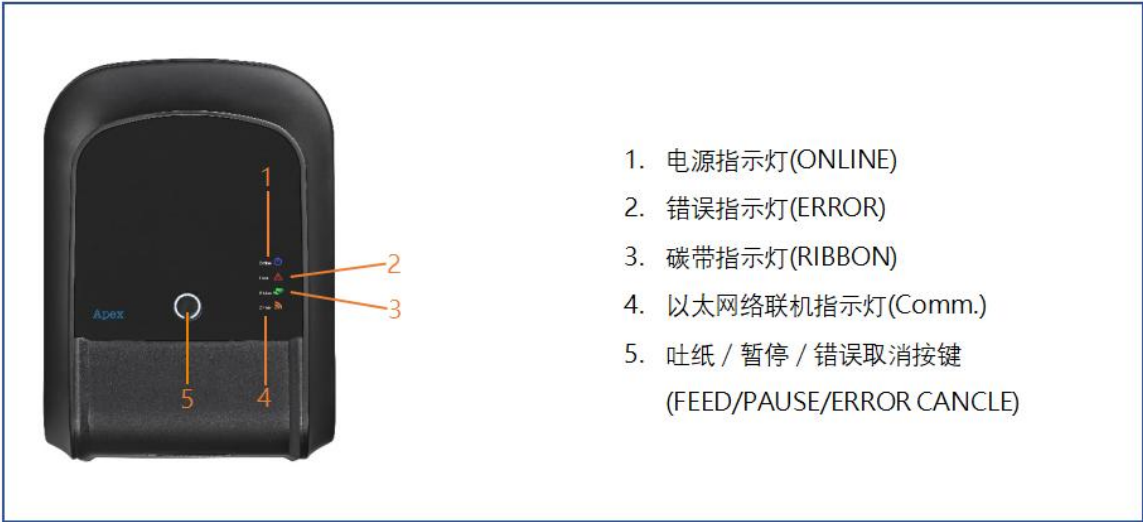 1
2
3
Apex
5
4
1. 电源指示灯(ONLINE)
2. 错误指示灯(ERROR)
3. 碳带指示灯(RIBBON)
4. 以太网络联机指示灯(Comm.)
5. 吐纸 / 暂停 / 错误取消按键
(FEED/PAUSE/ERROR CANCLE)